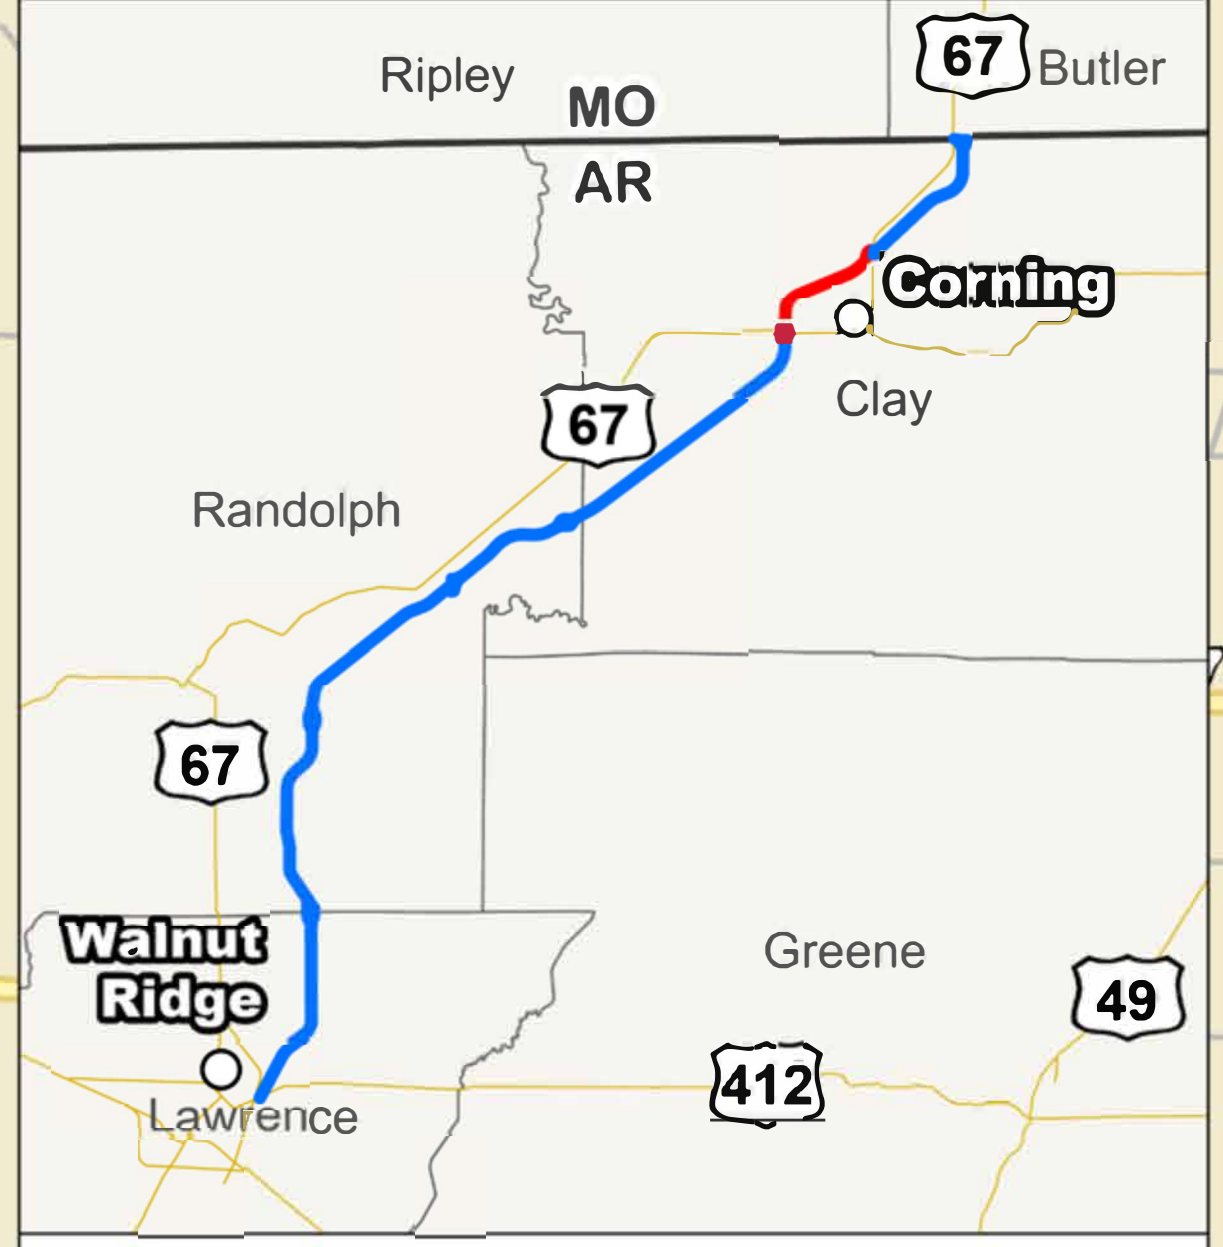 67
Ripley
Butler
MO
AR
Corning
Clay
67
Randolph
67
Walnut
Ridge
Greene
49
412
Lawrence